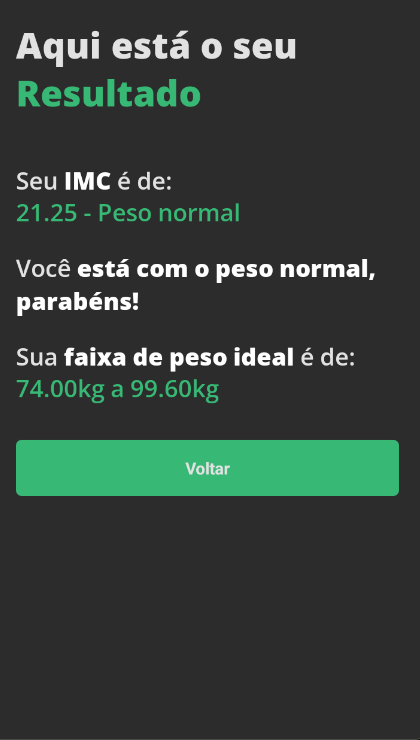 Aqui está o seu
Resultado
Seu IMC é de:
21.25 - Peso normal
Você está com o peso normal,
parabéns!
Sua faixa de peso ideal é de:
74.00kg a 99.60kg
Voltar